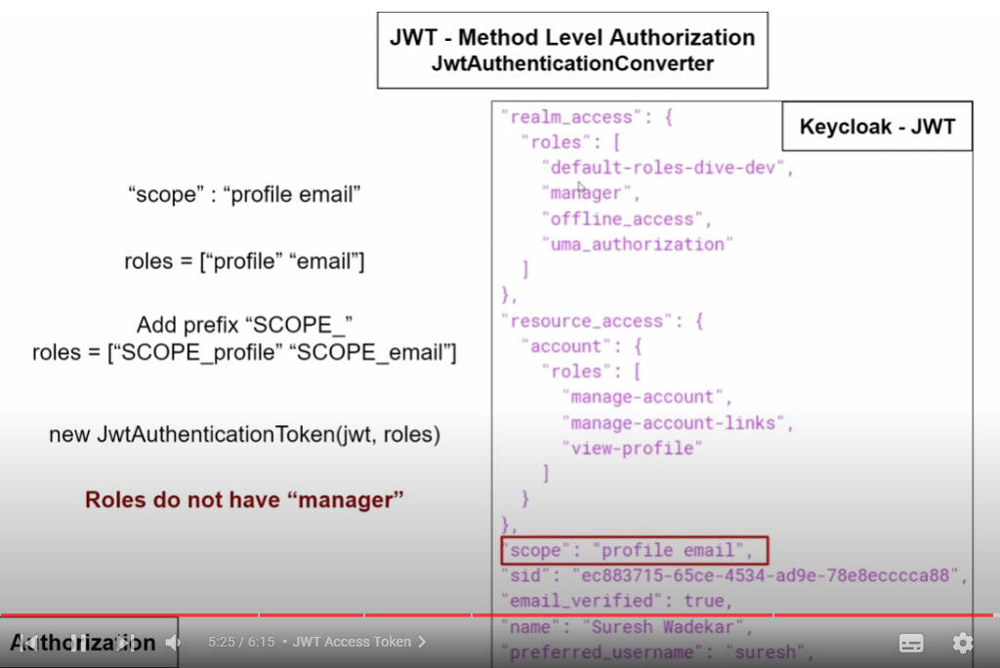 JWT - Method Level Authorization
JwtAuthenticationConverter
Keycloak - JWT
“scope” : “profile email”
roles = [“profile” “email”]
Add prefix “SCOPE_”
roles = [“SCOPE_profile” “SCOPE_email”]
new JwtAuthenticationToken(jwt, roles)
Roles do not have “manager”
"realm_access": {
"roles": [
"default-roles-dive-dev",
"manager",
"offline_access",
"uma_authorization"
]
},
"resource_access": {
"account": {
"roles": [
"manage-account",
"manage-account-links",
"view-profile"
]
}
},
"scope": "profile email",
"sid": "ec883715-65ce-4534-ad9e-78e8ecccca88",
"email_verified": true,
"name": "Suresh Wadekar",
"preferred_username": "suresh",
Authorization
5:25 / 6:15 • JWT Access Token